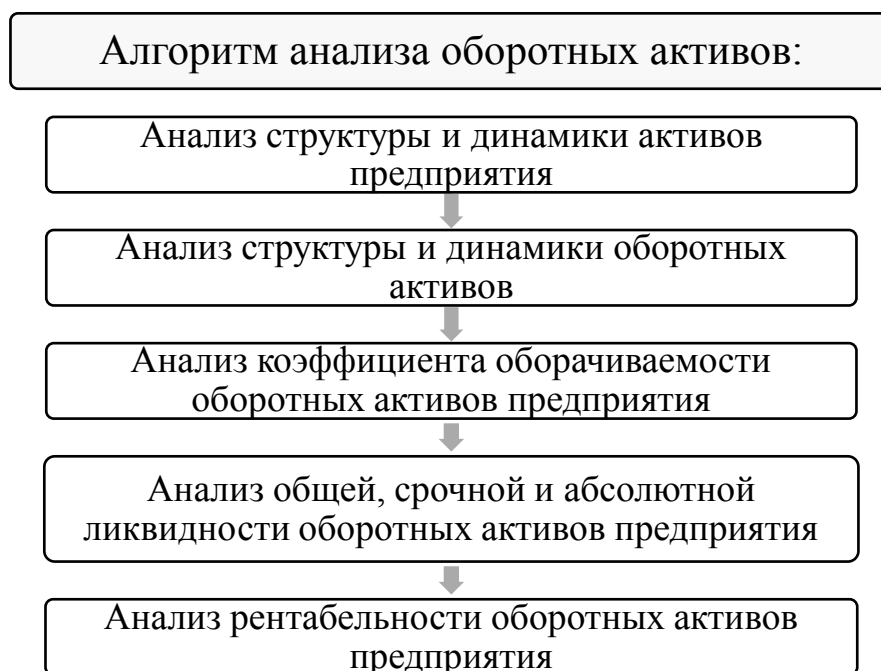 Алгоритм анализа оборотных активов:
Анализ структуры и динамики активов
предприятия
Анализ структуры и динамики оборотных
активов
Анализ коэффициента оборачиваемости
оборотных активов предприятия
Анализ общей, срочной и абсолютной
ликвидности оборотных активов предприятия
Анализ рентабельности оборотных активов
предприятия